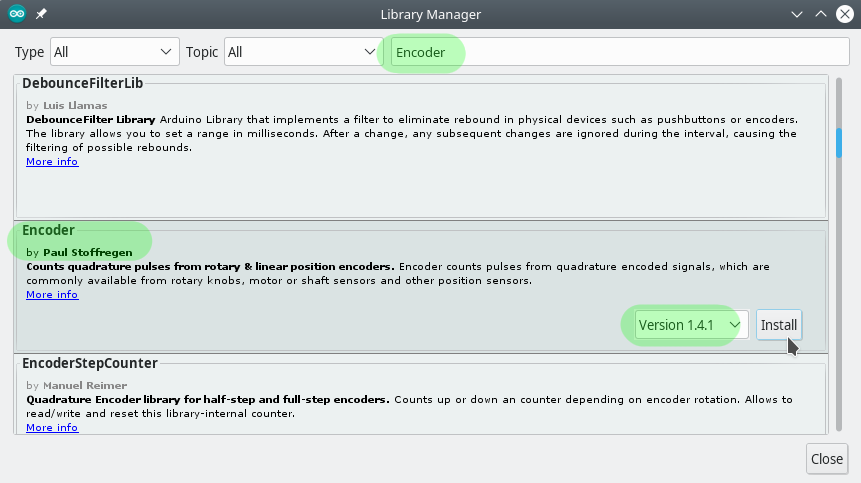 Library Manager
Type All Topic All Encoder
DebounceFilterLib
by Luis Llamas
DebounceFilter Library Arduino Library that implements a filter to eliminate rebound in physical devices such as pushbuttons or encoders.
The library allows you to set a range in milliseconds. After a change, any subsequent changes are ignored during the interval, causing the
filtering of possible rebounds.
More info
Encoder
by Paul Stoffregen
Counts quadrature pulses from rotary & linear position encoders. Encoder counts pulses from quadrature encoded signals, which are
commonly available from rotary knobs, motor or shaft sensors and other position sensors.
More info
Version 1.4.1 Install
EncoderStepCounter
by Manuel Reimer
Quadrature Encoder library for half-step and full-step encoders. Counts up or down an counter depending on encoder rotation. Allows to
read/write and reset this library-internal counter.
More info
Close